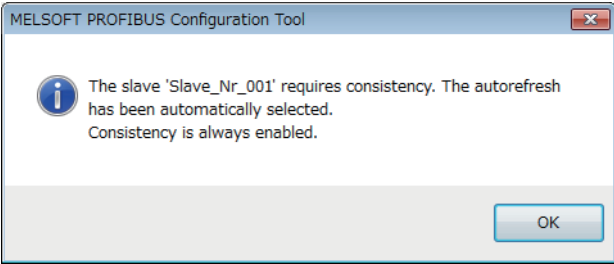 MELSOFT PROFIBUS Configuration Tool
The slave 'Slave_Nr_001' requires consistency. The autorefresh
has been automatically selected.
Consistency is always enabled.
OK